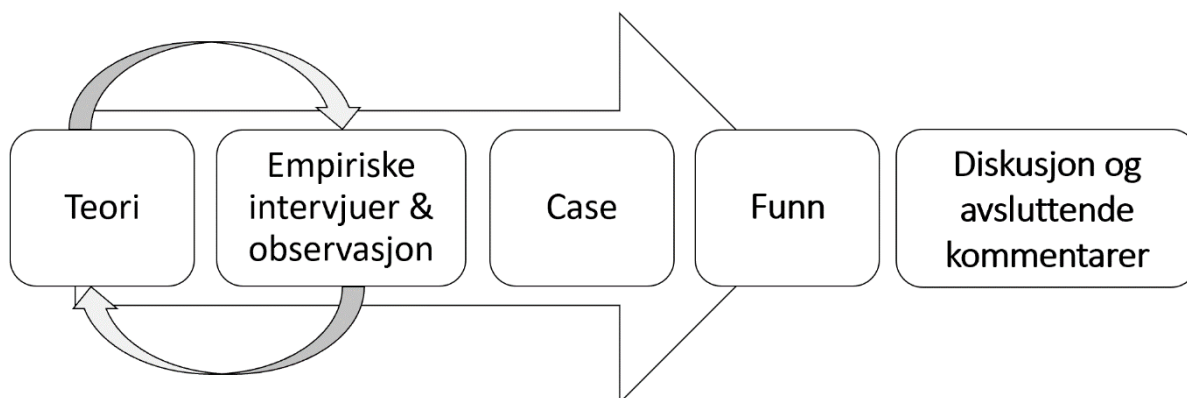 Teori
Empiriske
intervjuer &
observasjon
Case
Funn
Diskusjon og
avsluttende
kommentarer